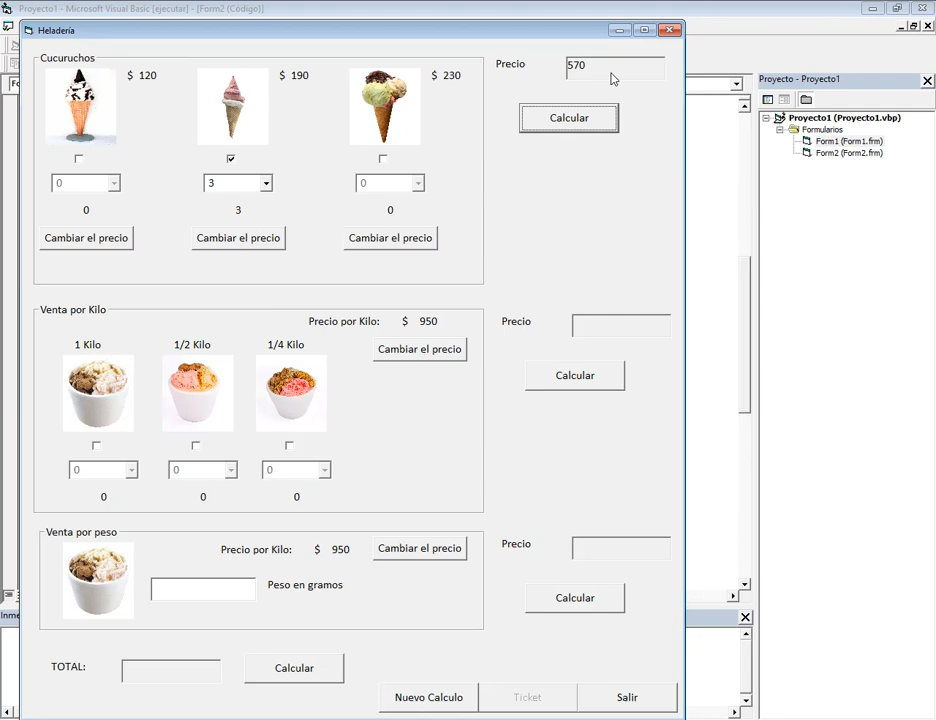 Proyecto1 - Microsoft Visual Basic [ejecutar] - [Form2 (Código)]
Heladería
Cucuruchos
$ 120
$ 190
$ 230
0
3
0
0
3
0
Cambiar el precio
Cambiar el precio
Cambiar el precio
Precio
570
Calcular
Venta por Kilo
Precio por Kilo: $ 950
Cambiar el precio
1 Kilo
1/2 Kilo
1/4 Kilo
0
0
0
0
0
0
Precio
Calcular
Venta por peso
Precio por Kilo: $ 950
Cambiar el precio
Peso en gramos
Precio
Calcular
TOTAL:
Calcular
Nuevo Calculo
Ticket
Salir
Proyecto - Proyecto1
Proyecto1 (Proyecto1.vbp)
Formularios
Form1 (Form1.frm)
Form2 (Form2.frm)